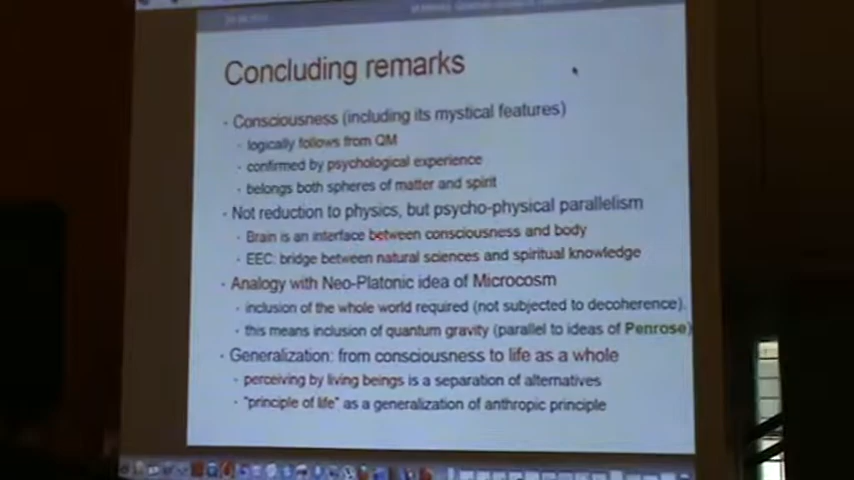 Concluding remarks
• Consciousness (including its mystical features)
• logically follows from QM
• confirmed by psychological experience
• belongs both spheres of matter and spirit
• Not reduction to physics, but psycho-physical parallelism
• Brain is an interface between consciousness and body
• EEC: bridge between natural sciences and spiritual knowledge
• Analogy with Neo-Platonic idea of Microcosm
• inclusion of the whole world required (not subjected to decoherence).
• this means inclusion of quantum gravity (parallel to ideas of Penrose)
• Generalization: from consciousness to life as a whole
• perceiving by living beings is a separation of alternatives
• "principle of life" as a generalization of anthropic principle